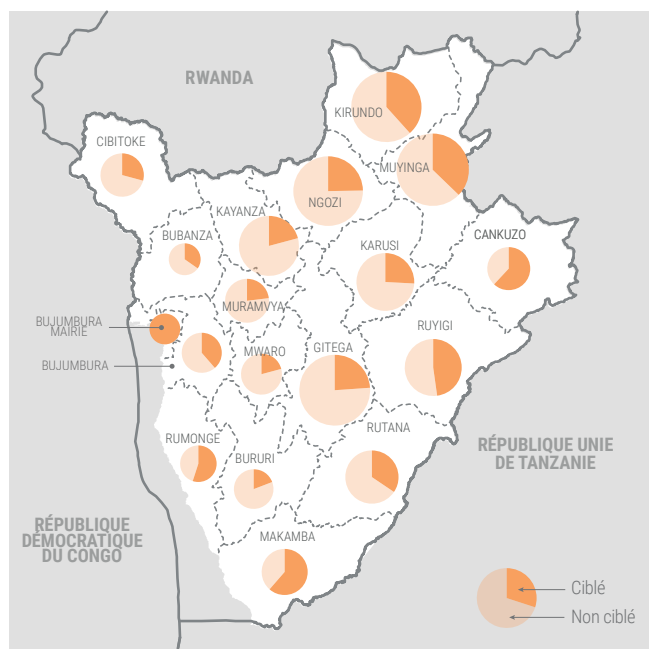 RWANDA
KIRUNDO
CIBITOKE
MUYINGA
NGOZI
KAYANZA
BUBANZA
KARUSI
CANKUZO
MURAMVYA
BUJUMBURA
MAIRIE
RUYIGI
MWARO
GITEGA
BUJUMBURA
RUTANA
RUMONGE
BURURI
RÉPUBLIQUE UNIE
DE TANZANIE
RÉPUBLIQUE
DÉMOCRATIQUE
DU CONGO
MAKAMBA
Ciblé
Non ciblé